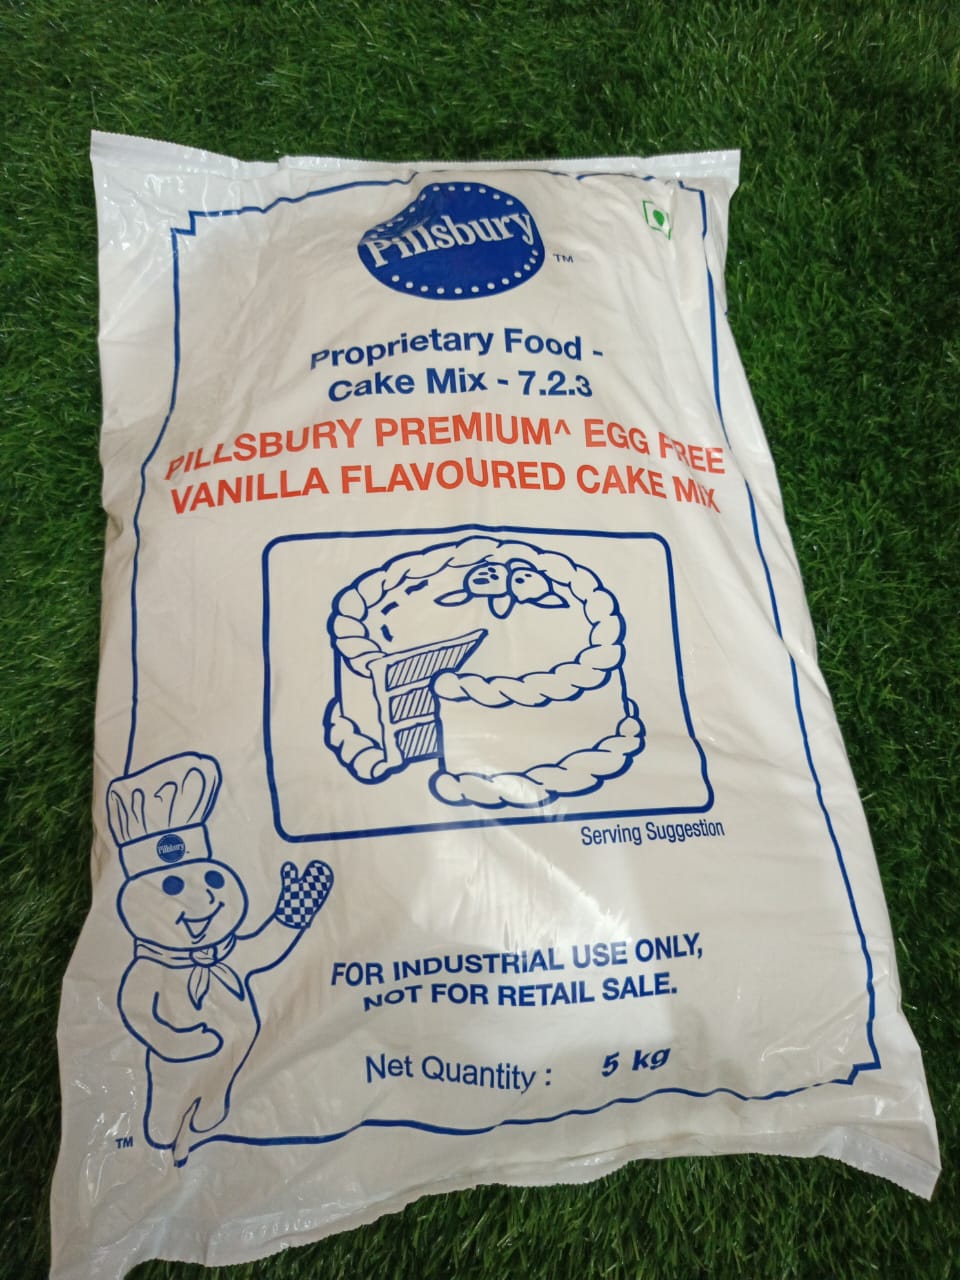 Pillsbury
TM
Proprietary Food -
Cake Mix - 7.2.3
PILLSBURY PREMIUM^ EGG FREE
VANILLA FLAVOURED CAKE MIX
Serving Suggestion
Pillsbury
FOR INDUSTRIAL USE ONLY,
NOT FOR RETAIL SALE.
Net Quantity : 5 kg
TM